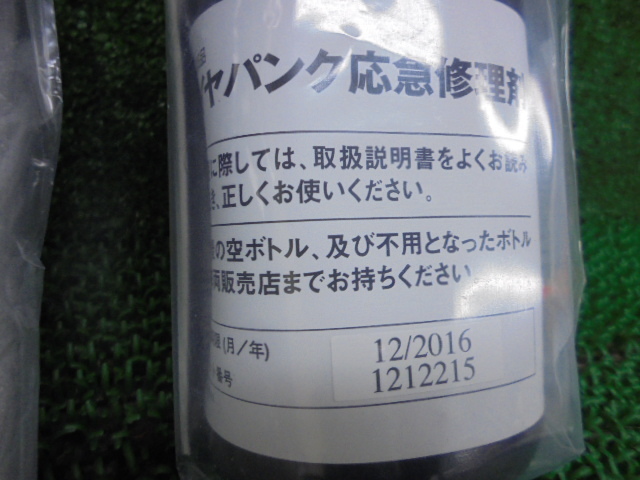 ヤパンク応急修理剤
に際しては、取扱説明書をよくお読み
、正しくお使いください。
の空ボトル、及び不用となったボトル
両販売店までお持ちください
(月／年)
12/2016
番号
1212215